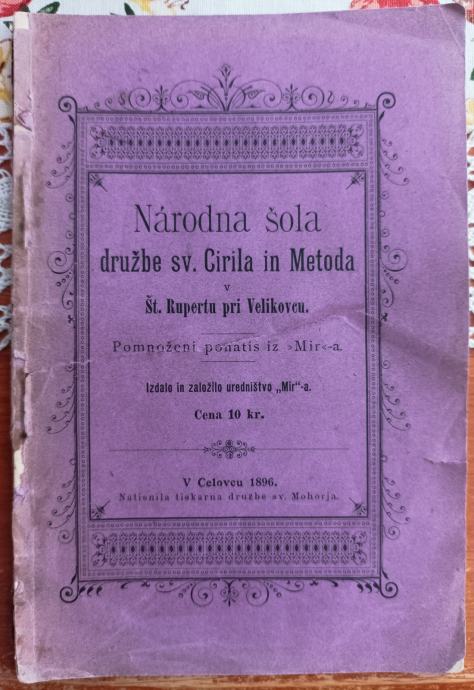 Národna šola
družbe sv. Cirila in Metoda
v
Št. Rupertu pri Velikovcu.
Pomnoženi ponatis iz »Mir«-a.
Izdalo in založilo uredništvo „Mir“-a.
Cena 10 kr.
V Celovcu 1896.
Natisnila tiskarna družbe sv. Mohorja.